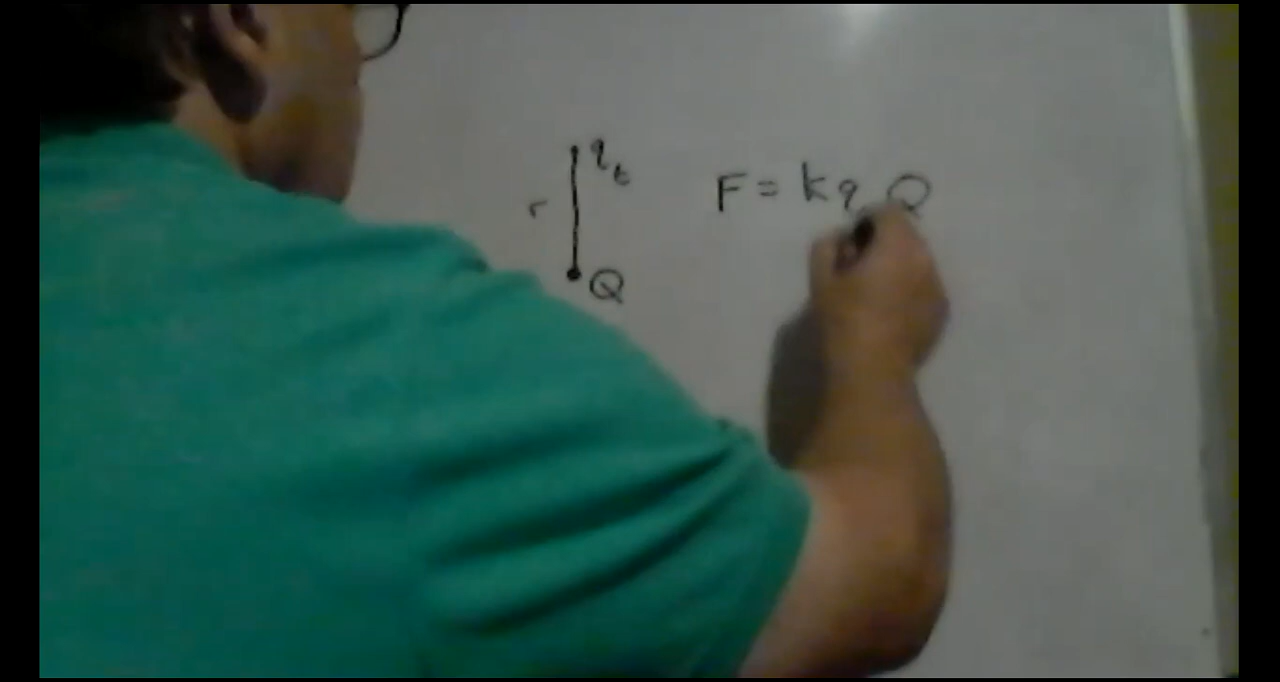 q_t
F = k q Q
r
Q